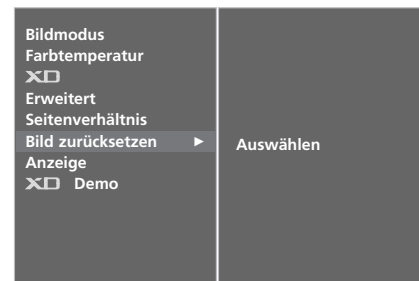 Bildmodus
Farbtemperatur
XD
Erweitert
Seitenverhältnis
Bild zurücksetzen ► Auswählen
Anzeige
XD Demo